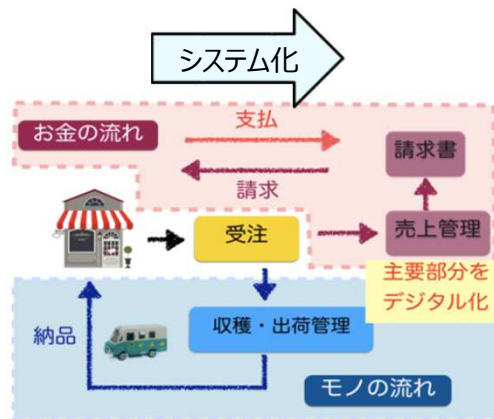 システム化
お金の流れ
支払
請求書
請求
受注
売上管理
主要部分を
デジタル化
納品
収穫・出荷管理
モノの流れ